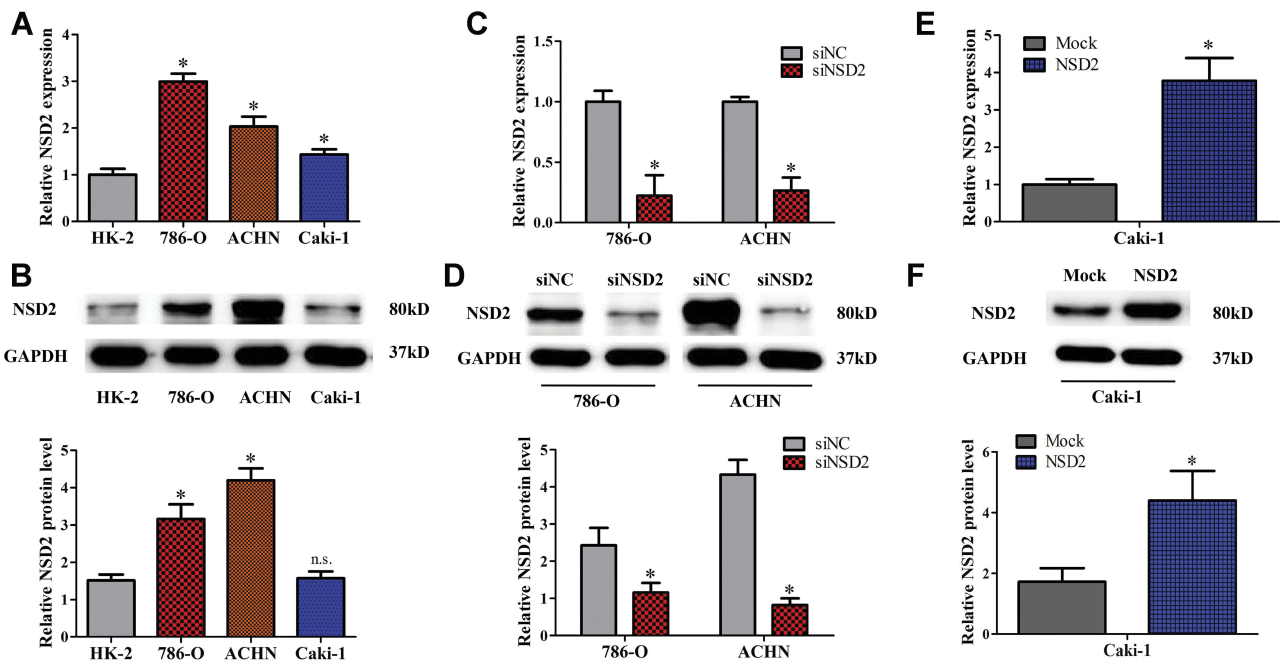 A
Relative NSD2 expression
5
4
3
2
1
0
*
*
*
HK-2 786-O ACHN Caki-1
B
NSD2 80kD
GAPDH 37kD
HK-2 786-O ACHN Caki-1
Relative NSD2 protein level
5
4
3
2
1
0
*
*
n.s.
HK-2 786-O ACHN Caki-1
C
Relative NSD2 expression
1.5
1.0
0.5
0.0
siNC
siNSD2
*
*
786-O ACHN
D
siNC siNSD2 siNC siNSD2
NSD2 80kD
GAPDH 37kD
786-O ACHN
Relative NSD2 protein level
5
4
3
2
1
0
siNC
siNSD2
*
*
786-O ACHN
E
Relative NSD2 expression
5
4
3
2
1
0
Mock
NSD2
*
Caki-1
F
Mock NSD2
NSD2 80kD
GAPDH 37kD
Caki-1
Relative NSD2 protein level
6
4
2
0
Mock
NSD2
*
Caki-1